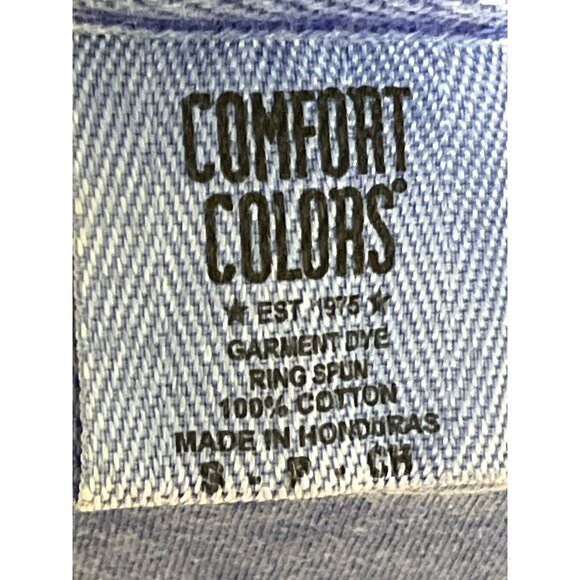 COMFORT
COLORS®
★ EST 1975 ★
GARMENT DYE
RING SPUN
100% COTTON
MADE IN HONDURAS
S - P - CH